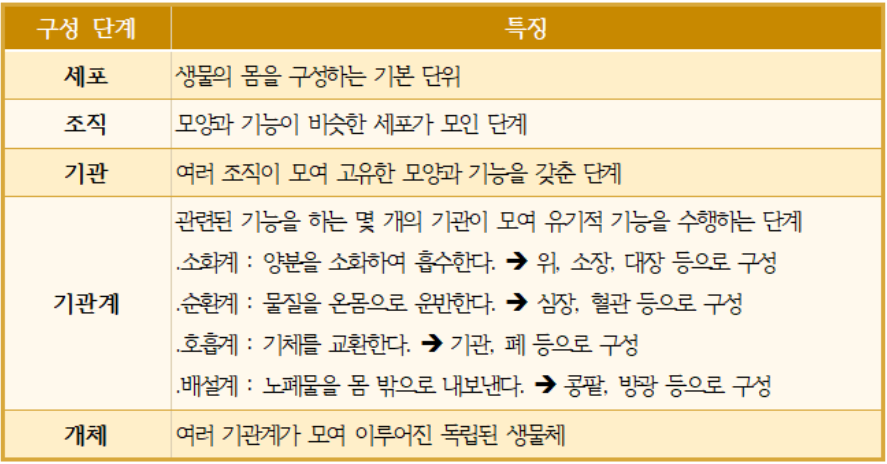 구성 단계 특징
세포 생물의 몸을 구성하는 기본 단위
조직 모양과 기능이 비슷한 세포가 모인 단계
기관 여러 조직이 모여 고유한 모양과 기능을 갖춘 단계
기관계 관련된 기능을 하는 몇 개의 기관이 모여 유기적 기능을 수행하는 단계
.소화계 : 양분을 소화하여 흡수한다. ➔ 위, 소장, 대장 등으로 구성
.순환계 : 물질을 온몸으로 운반한다. ➔ 심장, 혈관 등으로 구성
.호흡계 : 기체를 교환한다. ➔ 기관, 폐 등으로 구성
.배설계 : 노폐물을 몸 밖으로 내보낸다. ➔ 콩팥, 방광 등으로 구성
개체 여러 기관계가 모여 이루어진 독립된 생물체